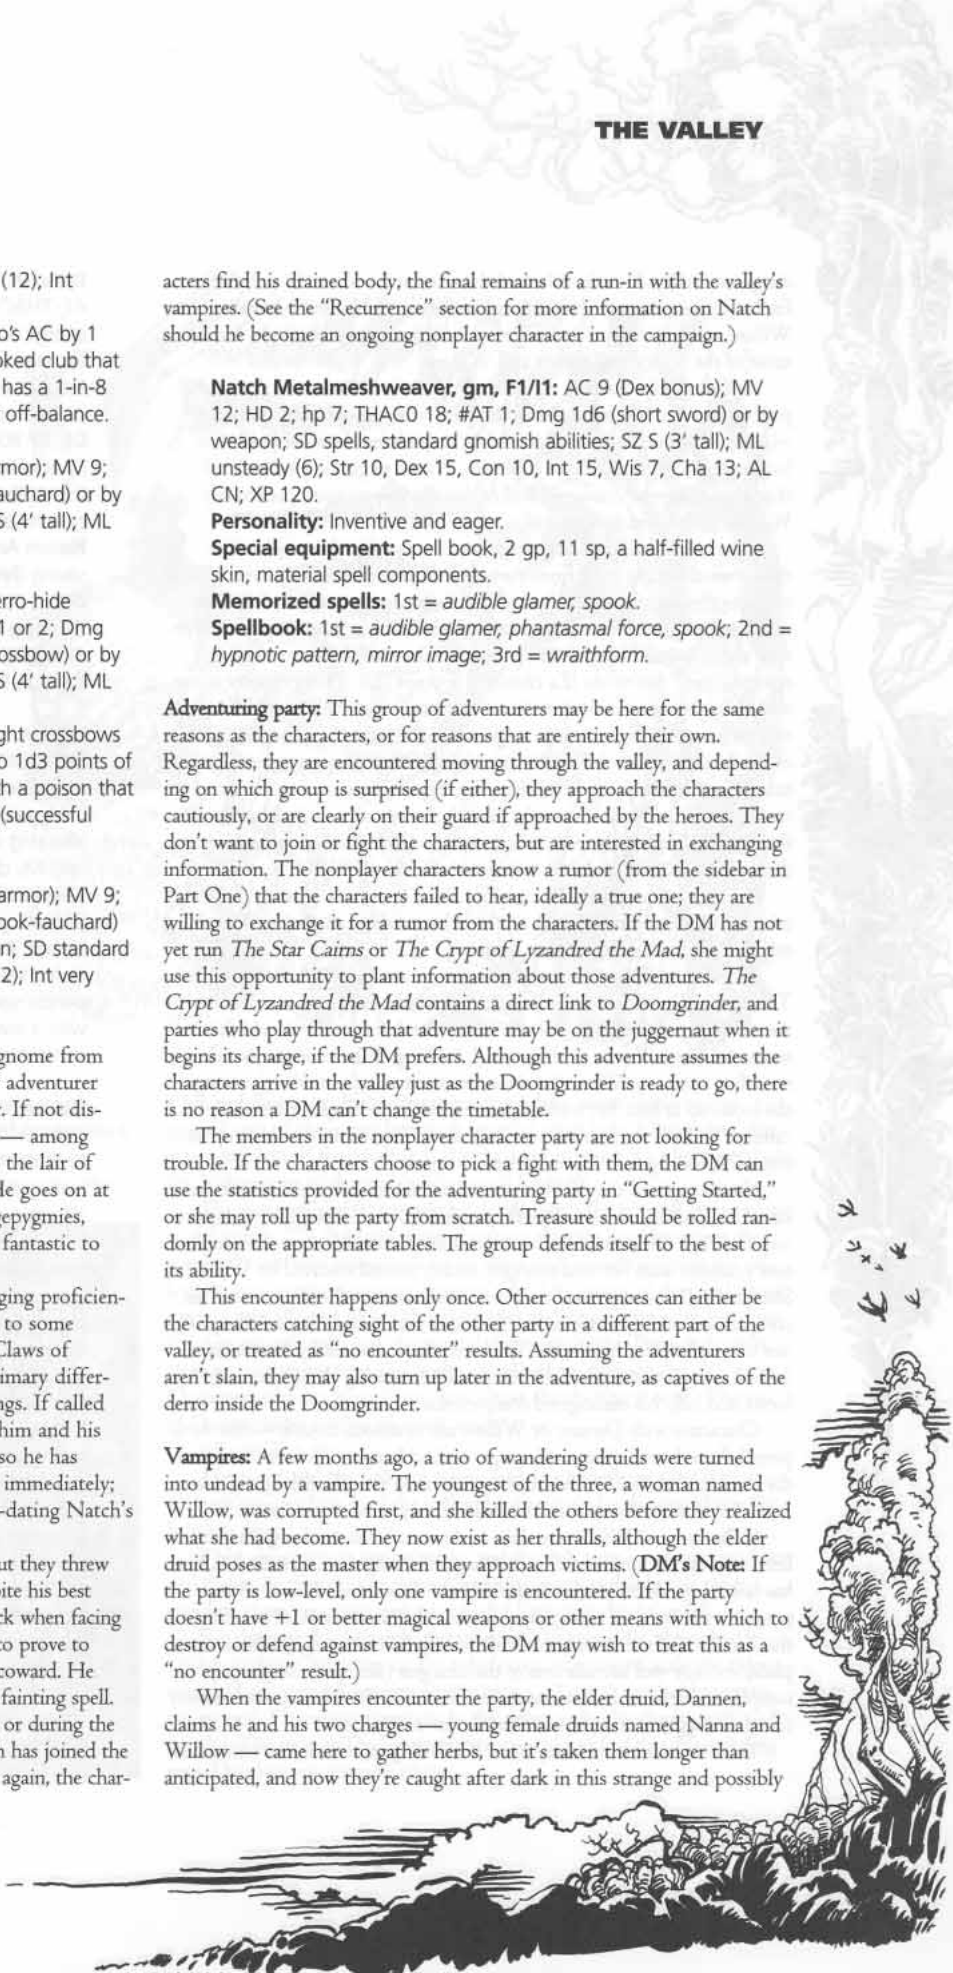 THE VALLEY
(12); Int
o's AC by 1
oked club that
has a 1-in-8
off-balance.
mor); MV 9;
auchard) or by
S (4' tall); ML
erro-hide
1 or 2; Dmg
ossbow) or by
S (4' tall); ML
ght crossbows
o 1d3 points of
h a poison that
(successful
armor); MV 9;
ook-fauchard)
n; SD standard
2); Int very
gnome from
adventurer
. If not dis-
— among
the lair of
He goes on at
gepygmies,
fantastic to
ging proficien-
to some
Claws of
imary differ-
ngs. If called
him and his
so he has
immediately;
-dating Natch's
ut they threw
ite his best
ck when facing
to prove to
coward. He
fainting spell.
or during the
n has joined the
again, the char-
acters find his drained body, the final remains of a run-in with the valley's
vampires. (See the "Recurrence" section for more information on Natch
should he become an ongoing nonplayer character in the campaign.)
Natch Metalmeshweaver, gm, F1/I1: AC 9 (Dex bonus); MV
12; HD 2; hp 7; THAC0 18; #AT 1; Dmg 1d6 (short sword) or by
weapon; SD spells, standard gnomish abilities; SZ S (3' tall); ML
unsteady (6); Str 10, Dex 15, Con 10, Int 15, Wis 7, Cha 13; AL
CN; XP 120.
Personality: Inventive and eager.
Special equipment: Spell book, 2 gp, 11 sp, a half-filled wine
skin, material spell components.
Memorized spells: 1st = audible glamer, spook.
Spellbook: 1st = audible glamer, phantasmal force, spook; 2nd =
hypnotic pattern, mirror image; 3rd = wraithform.
Adventuring party: This group of adventurers may be here for the same
reasons as the characters, or for reasons that are entirely their own.
Regardless, they are encountered moving through the valley, and depend-
ing on which group is surprised (if either), they approach the characters
cautiously, or are clearly on their guard if approached by the heroes. They
don't want to join or fight the characters, but are interested in exchanging
information. The nonplayer characters know a rumor (from the sidebar in
Part One) that the characters failed to hear, ideally a true one; they are
willing to exchange it for a rumor from the characters. If the DM has not
yet run The Star Cairns or The Crypt of Lyzandred the Mad, she might
use this opportunity to plant information about those adventures. The
Crypt of Lyzandred the Mad contains a direct link to Doomgrinder, and
parties who play through that adventure may be on the juggernaut when it
begins its charge, if the DM prefers. Although this adventure assumes the
characters arrive in the valley just as the Doomgrinder is ready to go, there
is no reason a DM can't change the timetable.
The members in the nonplayer character party are not looking for
trouble. If the characters choose to pick a fight with them, the DM can
use the statistics provided for the adventuring party in "Getting Started,"
or she may roll up the party from scratch. Treasure should be rolled ran-
domly on the appropriate tables. The group defends itself to the best of
its ability.
This encounter happens only once. Other occurrences can either be
the characters catching sight of the other party in a different part of the
valley, or treated as "no encounter" results. Assuming the adventurers
aren't slain, they may also turn up later in the adventure, as captives of the
derro inside the Doomgrinder.
Vampires: A few months ago, a trio of wandering druids were turned
into undead by a vampire. The youngest of the three, a woman named
Willow, was corrupted first, and she killed the others before they realized
what she had become. They now exist as her thralls, although the elder
druid poses as the master when they approach victims. (DM's Note: If
the party is low-level, only one vampire is encountered. If the party
doesn't have +1 or better magical weapons or other means with which to
destroy or defend against vampires, the DM may wish to treat this as a
"no encounter" result.)
When the vampires encounter the party, the elder druid, Dannen,
claims he and his two charges — young female druids named Nanna and
Willow — came here to gather herbs, but it's taken them longer than
anticipated, and now they're caught after dark in this strange and possibly